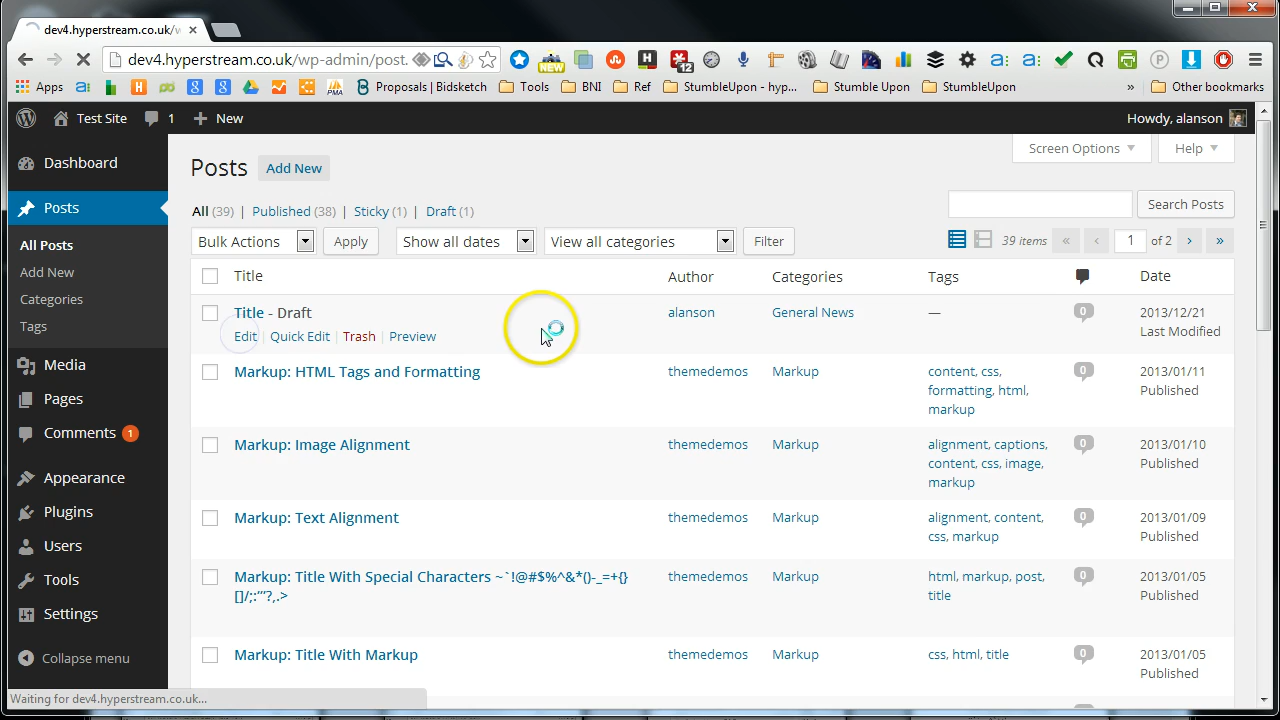 dev4.hyperstream.co.uk/w
dev4.hyperstream.co.uk/wp-admin/post.
NEW
12
Apps
Proposals | Bidsketch
Tools
BNI
Ref
StumbleUpon - hyp...
Stumble Upon
StumbleUpon
»
Other bookmarks
Test Site
1
New
Howdy, alanson
Dashboard
Posts
All Posts
Add New
Categories
Tags
Media
Pages
Comments 1
Appearance
Plugins
Users
Tools
Settings
Collapse menu
Screen Options
Help
Posts Add New
All (39) | Published (38) | Sticky (1) | Draft (1)
Search Posts
Bulk Actions
Apply
Show all dates
View all categories
Filter
39 items « ‹ 1 of 2 › »
Title
Author
Categories
Tags
Date
Title - Draft
Edit | Quick Edit | Trash | Preview
alanson
General News
—
0
2013/12/21
Last Modified
Markup: HTML Tags and Formatting
themedemos
Markup
content, css,
formatting, html,
markup
0
2013/01/11
Published
Markup: Image Alignment
themedemos
Markup
alignment, captions,
content, css, image,
markup
0
2013/01/10
Published
Markup: Text Alignment
themedemos
Markup
alignment, content,
css, markup
0
2013/01/09
Published
Markup: Title With Special Characters ~`!@#$%^&*()-_=+{}
[]/;:'"?,.>
themedemos
Markup
html, markup, post,
title
0
2013/01/05
Published
Markup: Title With Markup
themedemos
Markup
css, html, title
0
2013/01/05
Published
Waiting for dev4.hyperstream.co.uk...